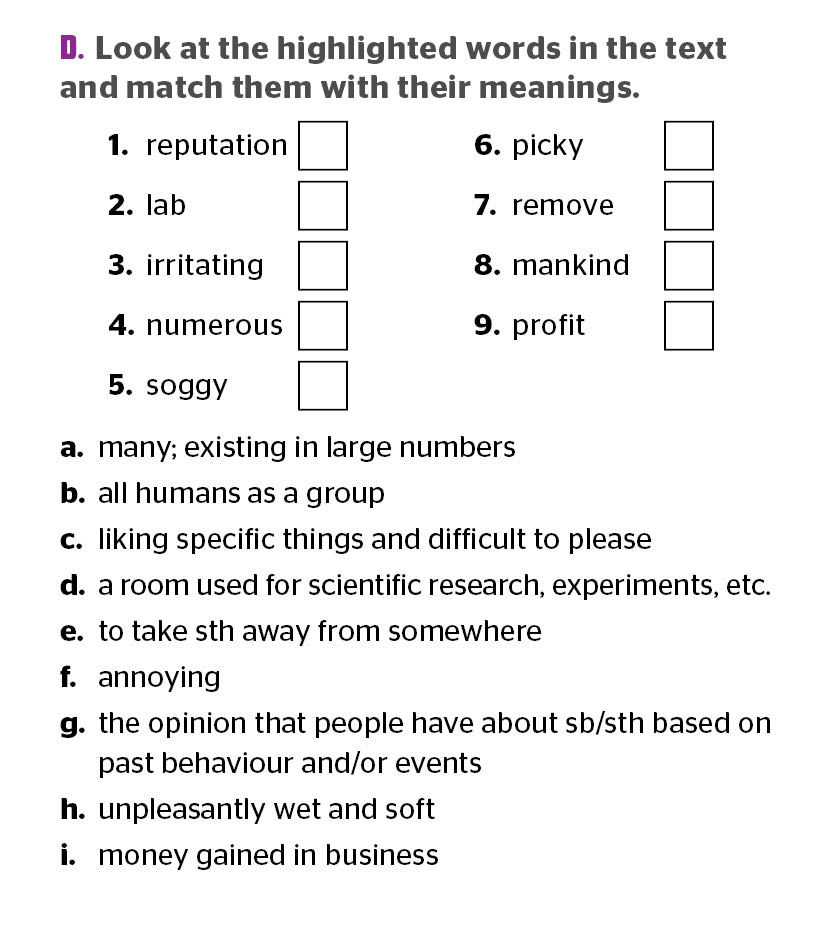 D. Look at the highlighted words in the text
and match them with their meanings.
1. reputation
2. lab
3. irritating
4. numerous
5. soggy
6. picky
7. remove
8. mankind
9. profit
a. many; existing in large numbers
b. all humans as a group
c. liking specific things and difficult to please
d. a room used for scientific research, experiments, etc.
e. to take sth away from somewhere
f. annoying
g. the opinion that people have about sb/sth based on
past behaviour and/or events
h. unpleasantly wet and soft
i. money gained in business